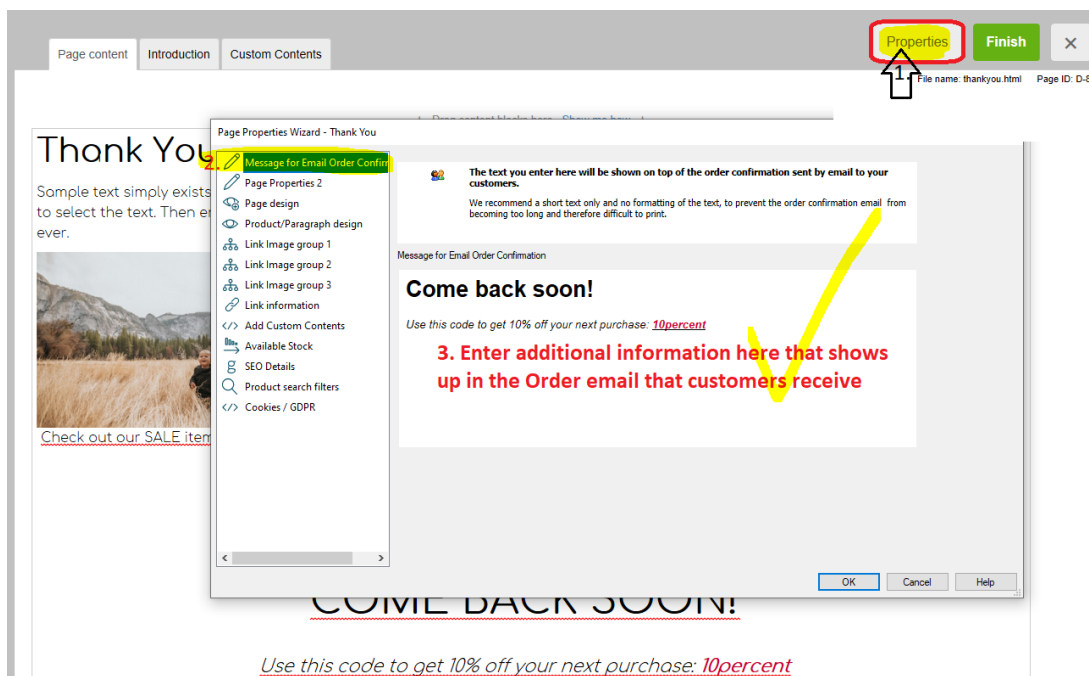 Page content
Introduction
Custom Contents
Properties
Finish
1.
File name: thankyou.html
Page ID: D-8
Thank You
Sample text simply exists
to select the text. Then er
ever.
Check out our SALE item
Page Properties Wizard - Thank You
2.
Message for Email Order Confirm
Page Properties 2
Page design
Product/Paragraph design
Link Image group 1
Link Image group 2
Link Image group 3
Link information
Add Custom Contents
Available Stock
SEO Details
Product search filters
Cookies / GDPR
The text you enter here will be shown on top of the order confirmation sent by email to your
customers.
We recommend a short text only and no formatting of the text, to prevent the order confirmation email from
becoming too long and therefore difficult to print.
Message for Email Order Confirmation
Come back soon!
Use this code to get 10% off your next purchase: 10percent
3. Enter additional information here that shows
up in the Order email that customers receive
OK
Cancel
Help
COME BACK SOON!
Use this code to get 10% off your next purchase: 10percent